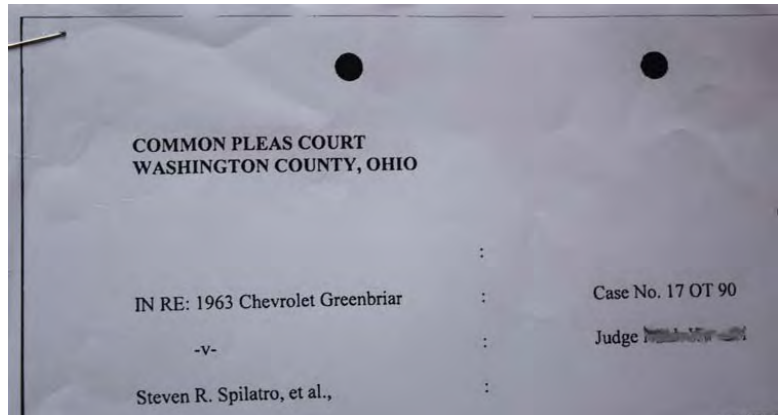 COMMON PLEAS COURT
WASHINGTON COUNTY, OHIO
:
IN RE: 1963 Chevrolet Greenbriar : Case No. 17 OT 90
-v- : Judge
Steven R. Spilatro, et al., :